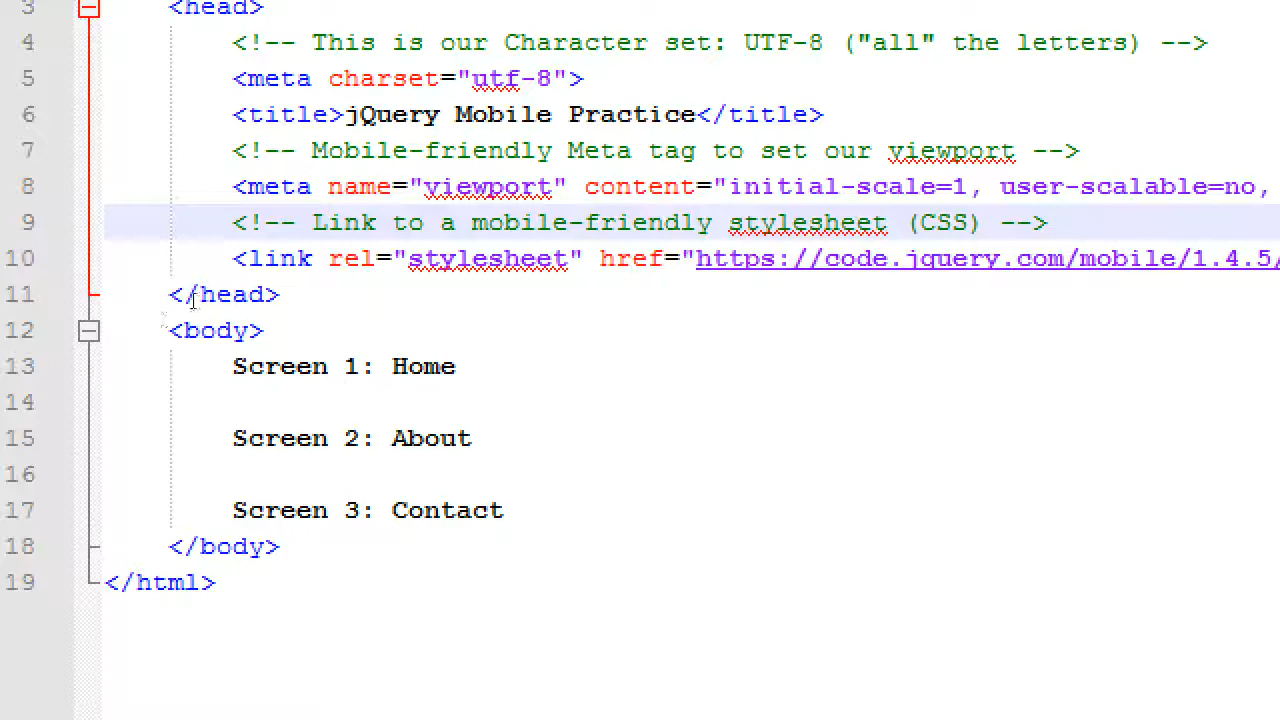 3 <head>
4 <!-- This is our Character set: UTF-8 ("all" the letters) -->
5 <meta charset="utf-8">
6 <title>jQuery Mobile Practice</title>
7 <!-- Mobile-friendly Meta tag to set our viewport -->
8 <meta name="viewport" content="initial-scale=1, user-scalable=no,
9 <!-- Link to a mobile-friendly stylesheet (CSS) -->
10 <link rel="stylesheet" href="https://code.jquery.com/mobile/1.4.5/
11 </head>
12 <body>
13 Screen 1: Home
14
15 Screen 2: About
16
17 Screen 3: Contact
18 </body>
19 </html>